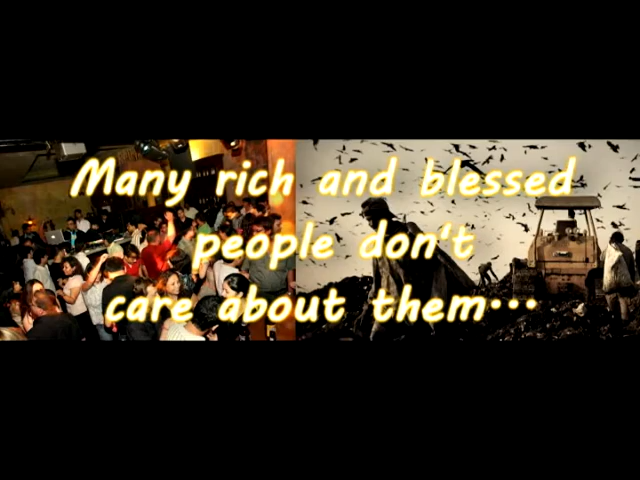 Many rich and blessed
people don't
care about them...